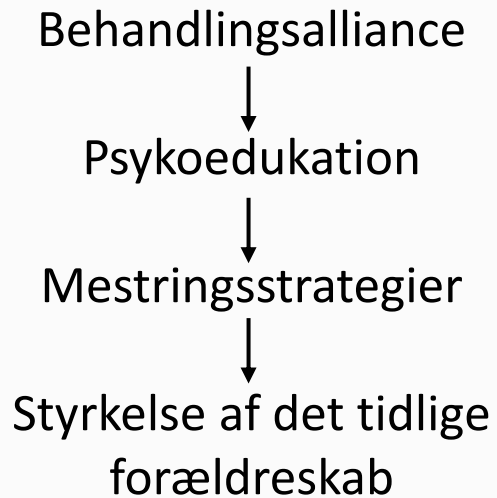 Behandlingsalliance
Psykoedukation
Mestringsstrategier
Styrkelse af det tidlige
forældreskab